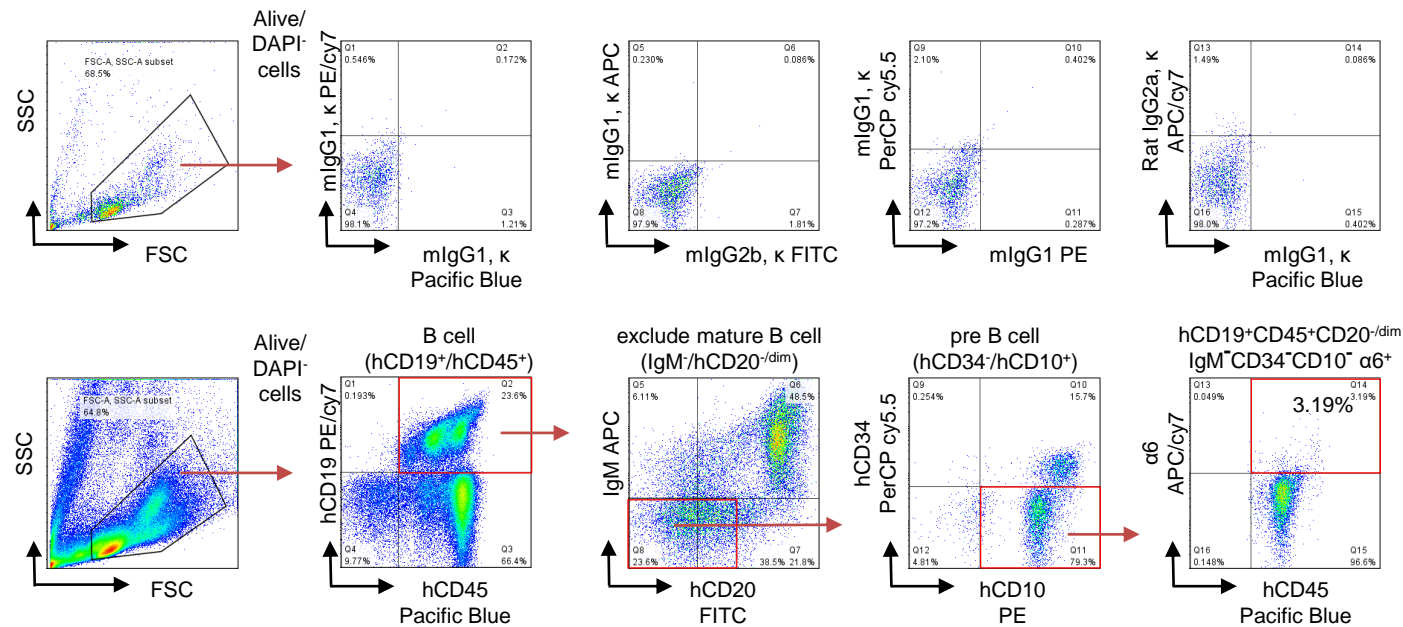 Alive/
DAPI-
cells
SSC
FSC-A, SSC-A subset
68.5%
FSC
mIgG1, κ PE/cy7
Q1
0.546%
Q2
0.172%
Q4
98.1%
Q3
1.21%
mIgG1, κ
Pacific Blue
mIgG1, κ APC
Q5
0.230%
Q6
0.086%
Q8
97.9%
Q7
1.81%
mIgG2b, κ FITC
mIgG1, κ
PerCP cy5.5
Q9
2.10%
Q10
0.402%
Q12
97.2%
Q11
0.287%
mIgG1 PE
Rat IgG2a, κ
APC/cy7
Q13
1.49%
Q14
0.086%
Q16
98.0%
Q15
0.402%
mIgG1, κ
Pacific Blue
Alive/
DAPI-
cells
SSC
FSC-A, SSC-A subset
64.8%
FSC
B cell
(hCD19+/hCD45+)
hCD19 PE/cy7
Q1
0.193%
Q2
23.6%
Q4
9.77%
Q3
66.4%
hCD45
Pacific Blue
exclude mature B cell
(IgM-/hCD20-/dim)
IgM APC
Q5
6.11%
Q6
48.5%
Q8
23.6%
38.5%
Q7
21.8%
hCD20
FITC
pre B cell
(hCD34-/hCD10+)
hCD34
PerCP cy5.5
Q9
0.254%
Q10
15.7%
Q12
4.81%
Q11
79.3%
hCD10
PE
hCD19+CD45+CD20-/dim
IgM-CD34-CD10- α6+
α6
APC/cy7
Q13
0.049%
Q14
3.19%
3.19%
Q16
0.148%
Q15
96.6%
hCD45
Pacific Blue